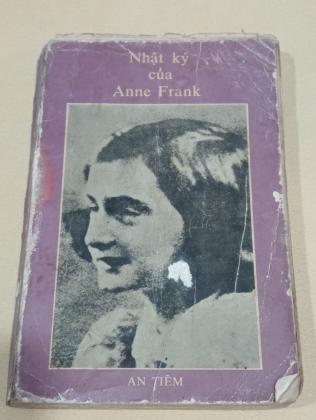 Nhật ký
của
Anne Frank
AN TIÊM